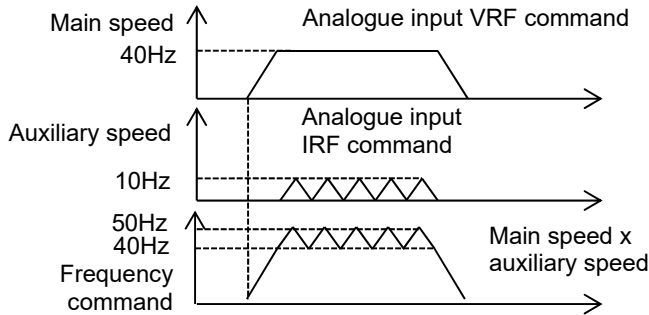 Main speed
Analogue input VRF command
40Hz
Auxiliary speed
Analogue input
IRF command
10Hz
50Hz
40Hz
Frequency
command
Main speed x
auxiliary speed